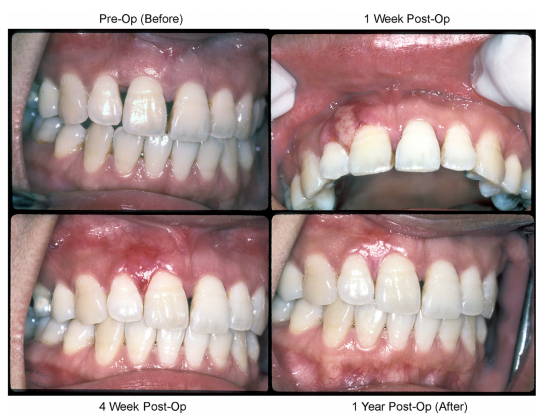 Pre-Op (Before)
1 Week Post-Op
4 Week Post-Op
1 Year Post-Op (After)